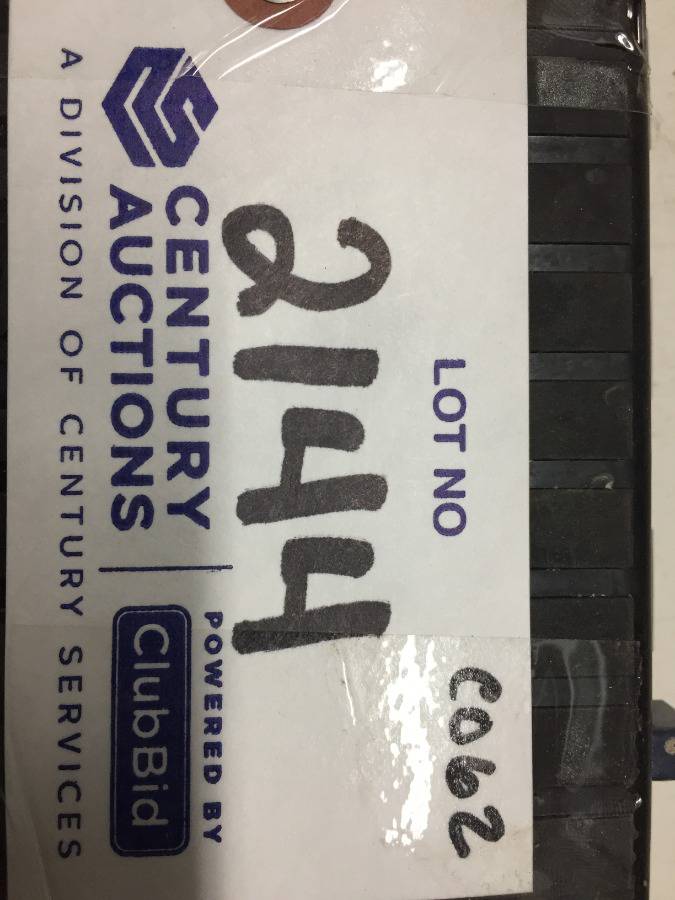 LOT NO
C062
2144
CENTURY
AUCTIONS
POWERED BY
ClubBid
A DIVISION OF CENTURY SERVICES